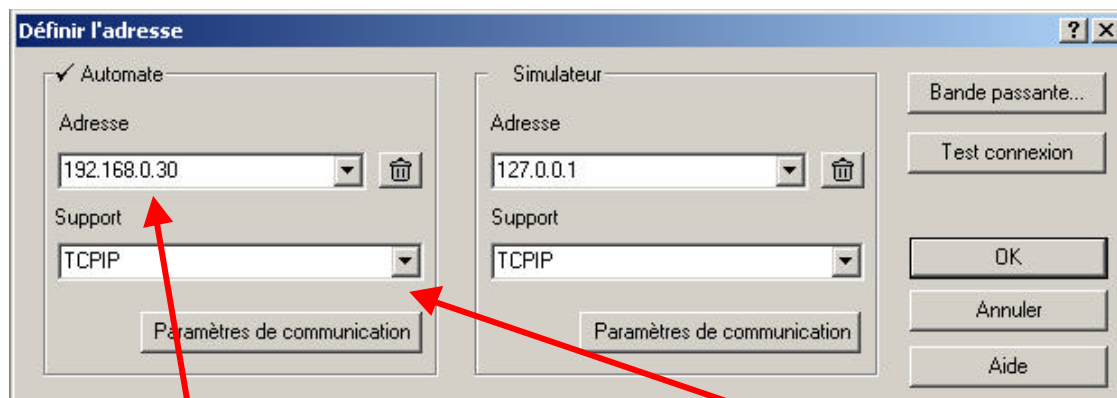 Définir l'adresse
Automate
Adresse
192.168.0.30
Support
TCPIP
Paramètres de communication
Simulateur
Adresse
127.0.0.1
Support
TCPIP
Paramètres de communication
Bande passante...
Test connexion
OK
Annuler
Aide